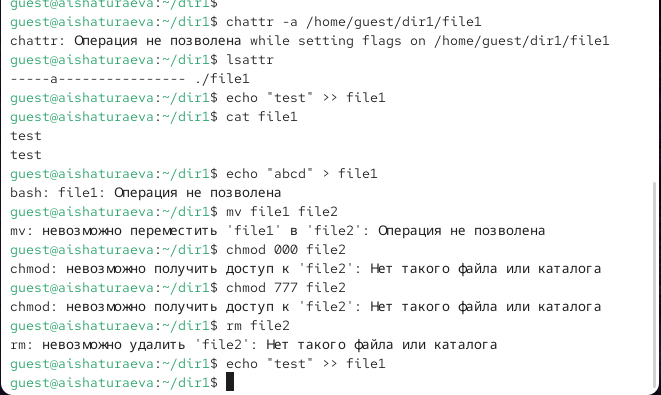 guest@aishaturaeva:~/dir1$
guest@aishaturaeva:~/dir1$ chattr -a /home/guest/dir1/file1
chattr: Операция не позволена while setting flags on /home/guest/dir1/file1
guest@aishaturaeva:~/dir1$ lsattr
-----a---------------- ./file1
guest@aishaturaeva:~/dir1$ echo "test" >> file1
guest@aishaturaeva:~/dir1$ cat file1
test
test
guest@aishaturaeva:~/dir1$ echo "abcd" > file1
bash: file1: Операция не позволена
guest@aishaturaeva:~/dir1$ mv file1 file2
mv: невозможно переместить 'file1' в 'file2': Операция не позволена
guest@aishaturaeva:~/dir1$ chmod 000 file2
chmod: невозможно получить доступ к 'file2': Нет такого файла или каталога
guest@aishaturaeva:~/dir1$ chmod 777 file2
chmod: невозможно получить доступ к 'file2': Нет такого файла или каталога
guest@aishaturaeva:~/dir1$ rm file2
rm: невозможно удалить 'file2': Нет такого файла или каталога
guest@aishaturaeva:~/dir1$ echo "test" >> file1
guest@aishaturaeva:~/dir1$